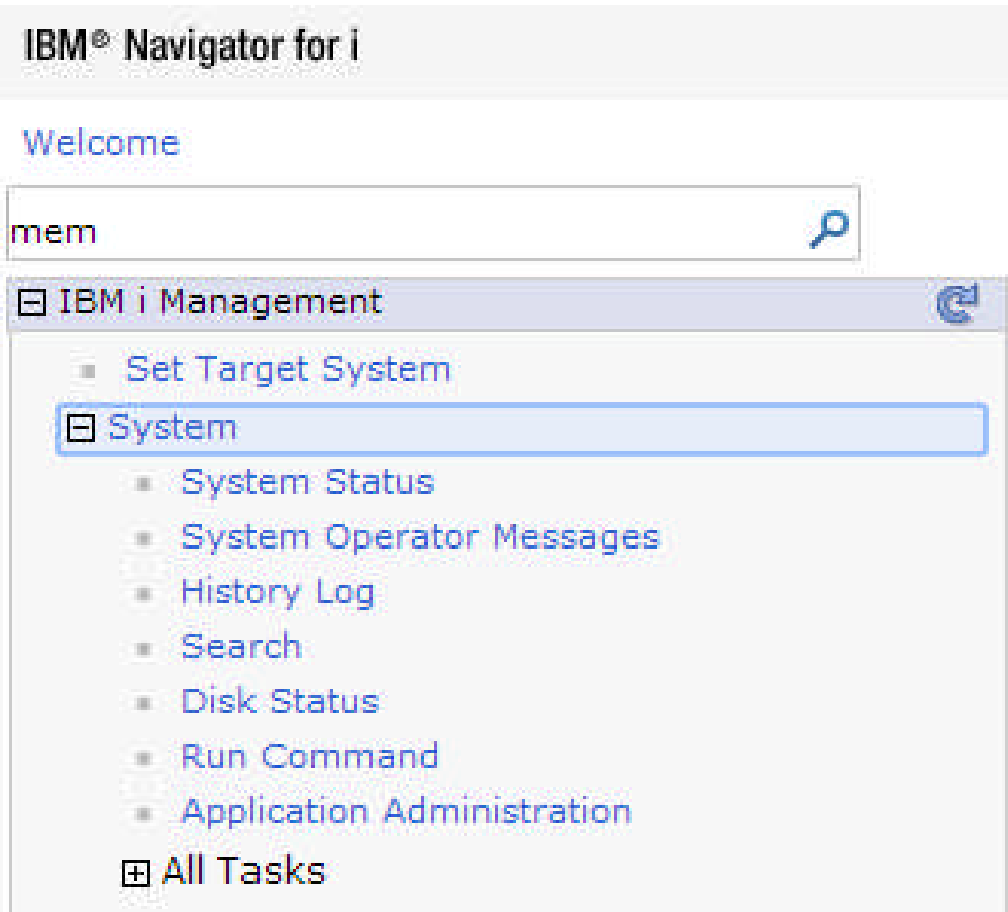 IBM® Navigator for i
Welcome
mem
IBM i Management
Set Target System
System
System Status
System Operator Messages
History Log
Search
Disk Status
Run Command
Application Administration
All Tasks